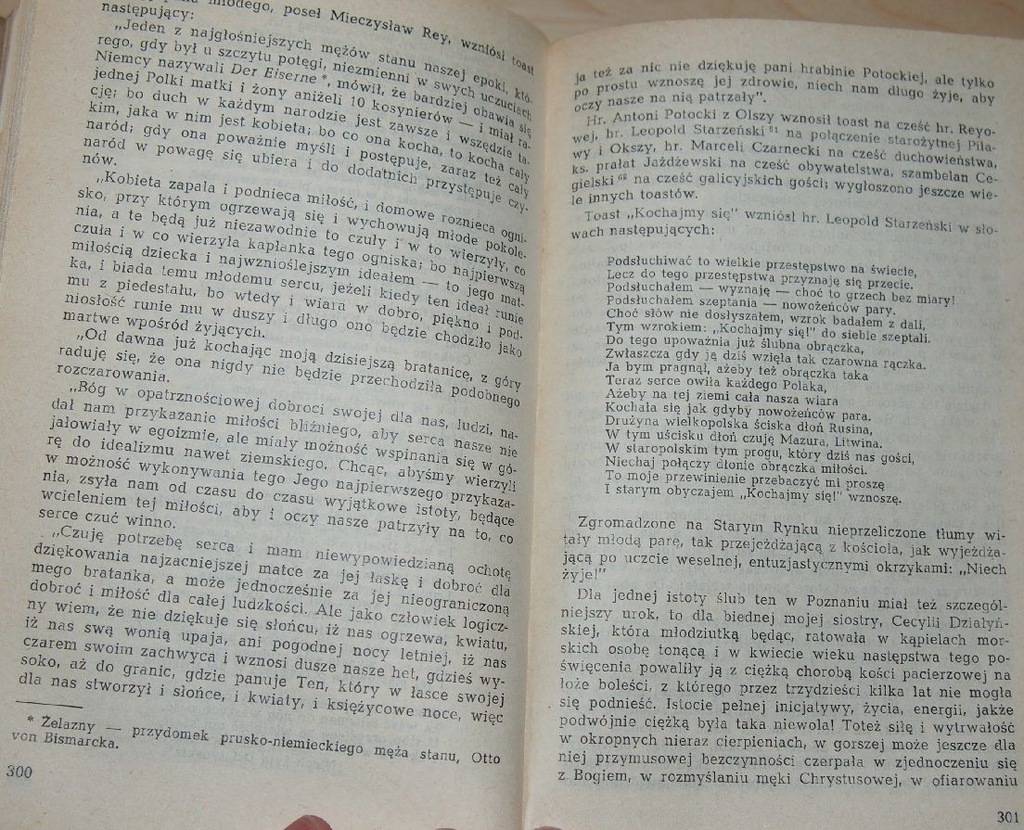 młodego, poseł Mieczysław Rey, wzniósł toast
następujący:
„Jeden z najgłośniejszych mężów stanu naszej epoki, któ-
rego, gdy był u szczytu potęgi, niezmienni w swych uczuciach
Niemcy nazywali Der Eiserne *, mówił, że bardziej obawia się
jednej Polki matki i żony aniżeli 10 kosynierów — i miał ra-
cję; bo duch w każdym narodzie jest zawsze i wszędzie ta-
kim, jaka w nim jest kobieta; bo co ona kocha, to kocha cały
naród; gdy ona poważnie myśli i postępuje, zaraz też cały
naród w powagę się ubiera i do dodatnich przystępuje czy-
nów.
„Kobieta zapala i podnieca miłość, i domowe roznieca ogni-
sko, przy którym ogrzewają się i wychowują młode pokole-
nia, a te będą już niezawodnie to czuły i w to wierzyły, co
czuła i w co wierzyła kapłanka tego ogniska; bo najpierwszą
miłością dziecka i najwznioślejszym ideałem — to jego mat-
ka, i biada temu młodemu sercu, jeżeli kiedy ten ideał runie
mu z piedestału, bo wtedy i wiara w dobro, piękno i pod-
niosłość runie mu w duszy i długo ono będzie chodziło jako
martwe wpośród żyjących.
„Od dawna już kochając moją dzisiejszą bratanicę, z góry
raduję się, że ona nigdy nie będzie przechodziła podobnego
rozczarowania.
„Bóg w opatrznościowej dobroci swojej dla nas, ludzi, na-
dał nam przykazanie miłości bliźniego, aby serca nasze nie
jałowiały w egoizmie, ale miały możność wspinania się w gó-
rę do idealizmu nawet ziemskiego. Chcąc, abyśmy wierzyli
w możność wykonywania tego Jego najpierwszego przykaza-
nia, zsyła nam od czasu do czasu wyjątkowe istoty, będące
wcieleniem tej miłości, aby i oczy nasze patrzyły na to, co
serce czuć winno.
„Czuję potrzebę serca i mam niewypowiedzianą ochotę
dziękowania najzacniejszej matce za jej łaskę i dobroć dla
mego bratanka, a może jednocześnie za jej nieograniczoną
dobroć i miłość dla całej ludzkości. Ale jako człowiek logicz-
ny wiem, że nie dziękuje się słońcu, iż nas ogrzewa, kwiatu,
iż nas swą wonią upaja, ani pogodnej nocy letniej, iż nas
czarem swoim zachwyca i wznosi dusze nasze het, gdzieś wy-
soko, aż do granic, gdzie panuje Ten, który w łasce swojej
dla nas stworzył i słońce, i kwiaty, i księżycowe noce, więc
* Żelazny — przydomek prusko-niemieckiego męża stanu, Otto
von Bismarcka.
300
ja też za nic nie dziękuję pani hrabinie Potockiej, ale tylko
po prostu wznoszę jej zdrowie, niech nam długo żyje, aby
oczy nasze na nią patrzały".
Hr. Antoni Potocki z Olszy wznosił toast na cześć hr. Reyo-
wej, hr. Leopold Starzeński 61 na połączenie starożytnej Pila-
wy i Okszy, hr. Marceli Czarnecki na cześć duchowieństwa,
ks. prałat Jażdżewski na cześć obywatelstwa, szambelan Ce-
gielski 62 na cześć galicyjskich gości; wygłoszono jeszcze wie-
le innych toastów.
Toast „Kochajmy się" wzniósł hr. Leopold Starzeński w sło-
wach następujących:
Podsłuchiwać to wielkie przestępstwo na świecie,
Lecz do tego przestępstwa przyznaję się przecie.
Podsłuchałem — wyznaję — choć to grzech bez miary!
Podsłuchałem szeptania — nowożeńców pary.
Choć słów nie dosłyszałem, wzrok badałem z dali,
Tym wzrokiem: „Kochajmy się!" do siebie szeptali.
Do tego upoważnia już ślubna obrączka,
Zwłaszcza gdy ją dziś wzięła tak czarowna rączka.
Ja bym pragnął, ażeby też obrączka taka
Teraz serce owiła każdego Polaka,
Ażeby na tej ziemi cała nasza wiara
Kochała się jak gdyby nowożeńców para.
Drużyna wielkopolska ściska dłoń Rusina,
W tym uścisku dłoń czuję Mazura, Litwina.
W staropolskim tym progu, który dziś nas gości,
Niechaj połączy dłonie obrączka miłości.
To moje przewinienie przebaczyć mi proszę
I starym obyczajem „Kochajmy się!" wznoszę.
Zgromadzone na Starym Rynku nieprzeliczone tłumy wi-
tały młodą parę, tak przejeżdżającą z kościoła, jak wyjeżdża-
jącą po uczcie weselnej, entuzjastycznymi okrzykami: „Niech
żyje!"
Dla jednej istoty ślub ten w Poznaniu miał też szczegól-
niejszy urok, to dla biednej mojej siostry, Cecylii Działyń-
skiej, która młodziutką będąc, ratowała w kąpielach mor-
skich osobę tonącą i w kwiecie wieku następstwa tego po-
święcenia powaliły ją z ciężką chorobą kości pacierzowej na
łoże boleści, z którego przez trzydzieści kilka lat nie mogła
się podnieść. Istocie pełnej inicjatywy, życia, energii, jakże
podwójnie ciężką była taka niewola! Toteż siłę i wytrwałość
w okropnych nieraz cierpieniach, w gorszej może jeszcze dla
niej przymusowej bezczynności czerpała w zjednoczeniu się
z Bogiem, w rozmyślaniu męki Chrystusowej, w ofiarowaniu
301